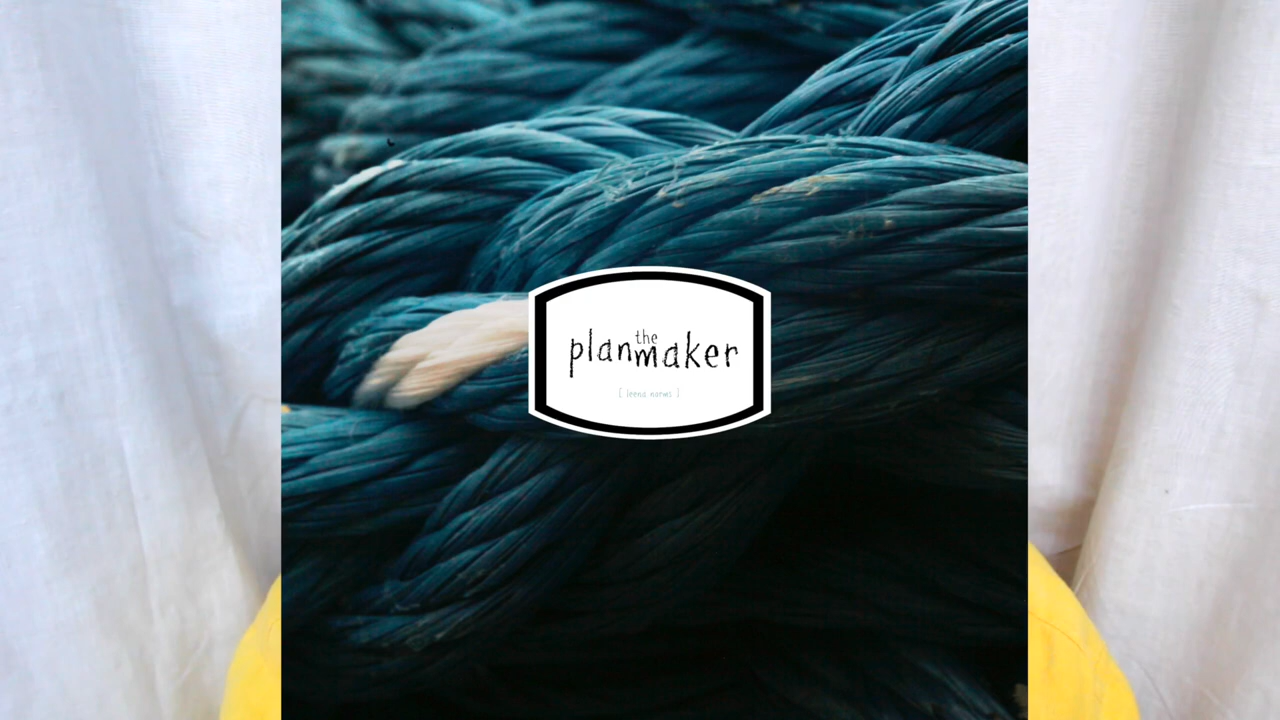 the
planmaker
[ leena norms ]